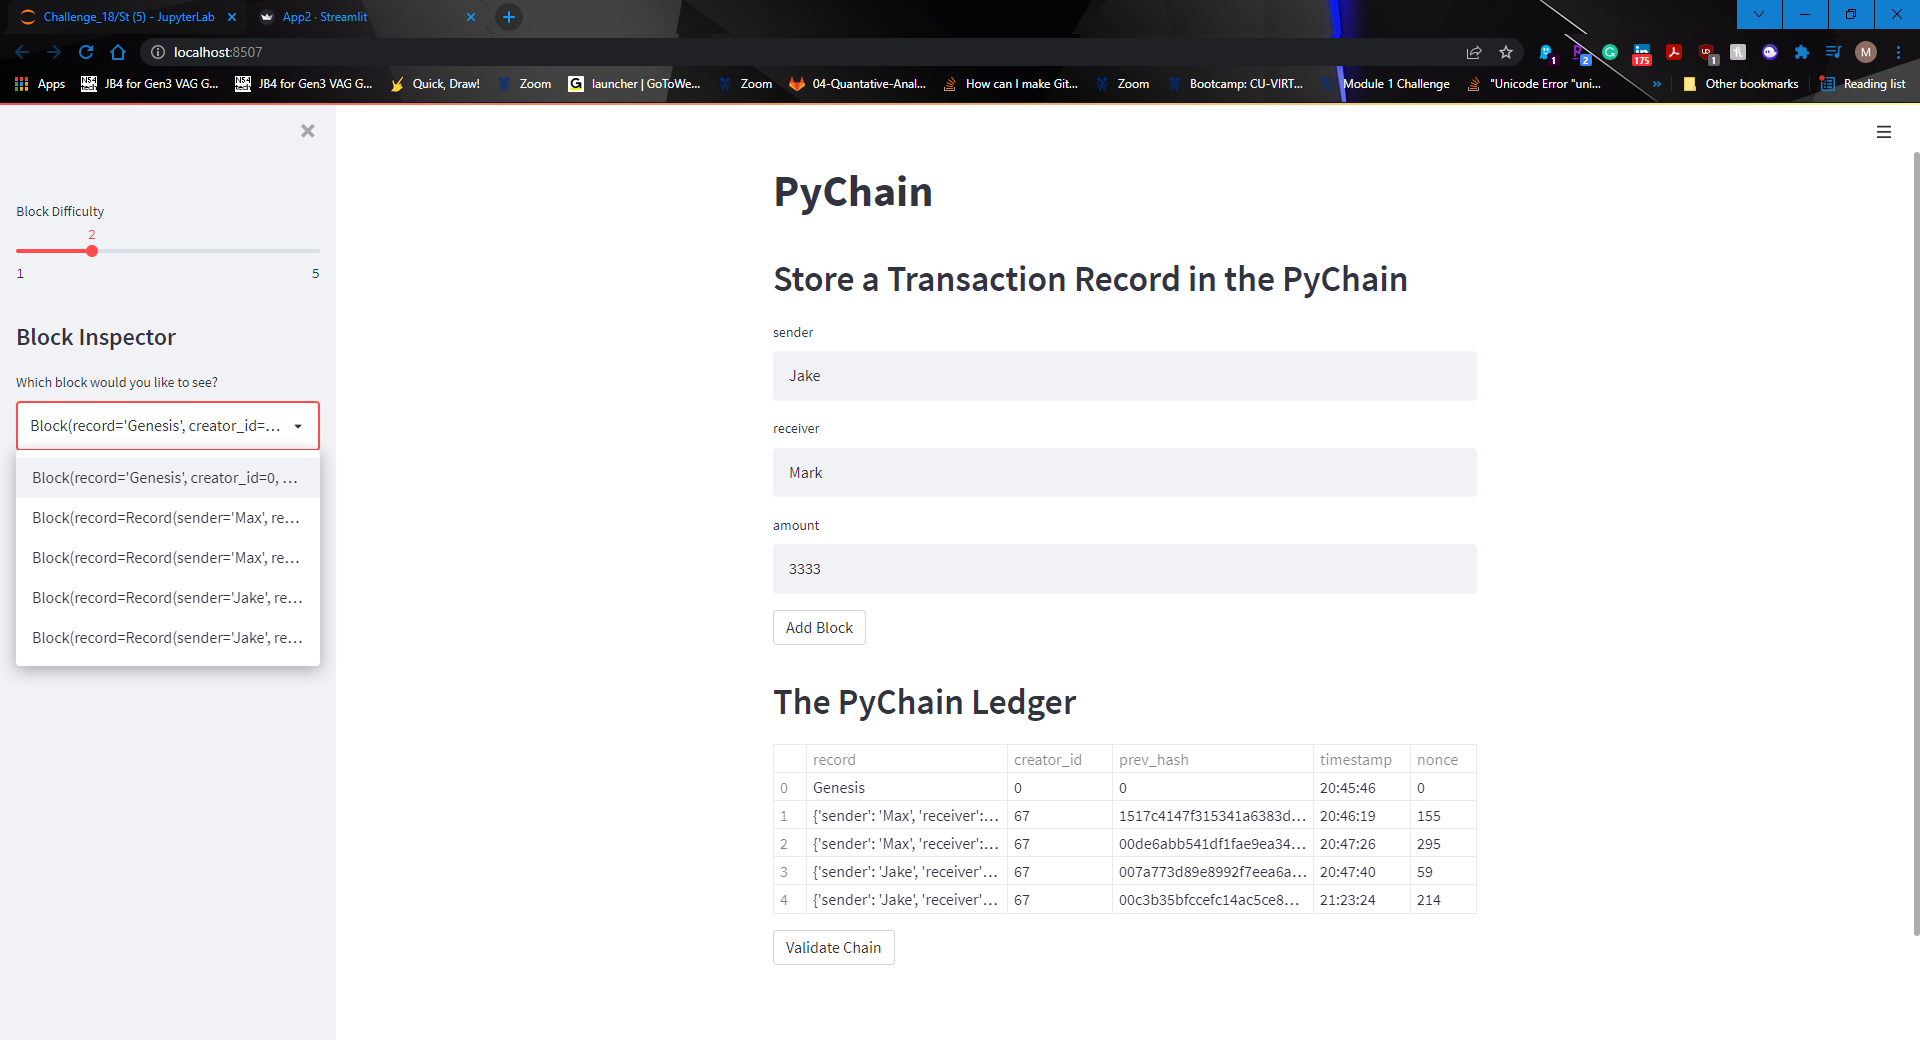 Challenge_18/St (5) - JupyterLab
App2 · Streamlit
localhost:8507
1
2
175
1
M
Apps
JB4 for Gen3 VAG G...
JB4 for Gen3 VAG G...
Quick, Draw!
Zoom
launcher | GoToWe...
Zoom
04-Quantative-Anal...
How can I make Git...
Zoom
Bootcamp: CU-VIRT...
Module 1 Challenge
"Unicode Error "uni...
»
Other bookmarks
Reading list
Block Difficulty
2
1 5
Block Inspector
Which block would you like to see?
Block(record='Genesis', creator_id=...
Block(record='Genesis', creator_id=0, ...
Block(record=Record(sender='Max', re...
Block(record=Record(sender='Max', re...
Block(record=Record(sender='Jake', re...
Block(record=Record(sender='Jake', re...
PyChain
Store a Transaction Record in the PyChain
sender
Jake
receiver
Mark
amount
3333
Add Block
The PyChain Ledger
record creator_id prev_hash timestamp nonce
0 Genesis 0 0 20:45:46 0
1 {'sender': 'Max', 'receiver':... 67 1517c4147f315341a6383d... 20:46:19 155
2 {'sender': 'Max', 'receiver':... 67 00de6abb541df1fae9ea34... 20:47:26 295
3 {'sender': 'Jake', 'receiver'... 67 007a773d89e8992f7eea6a... 20:47:40 59
4 {'sender': 'Jake', 'receiver'... 67 00c3b35bfccefc14ac5ce8... 21:23:24 214
Validate Chain